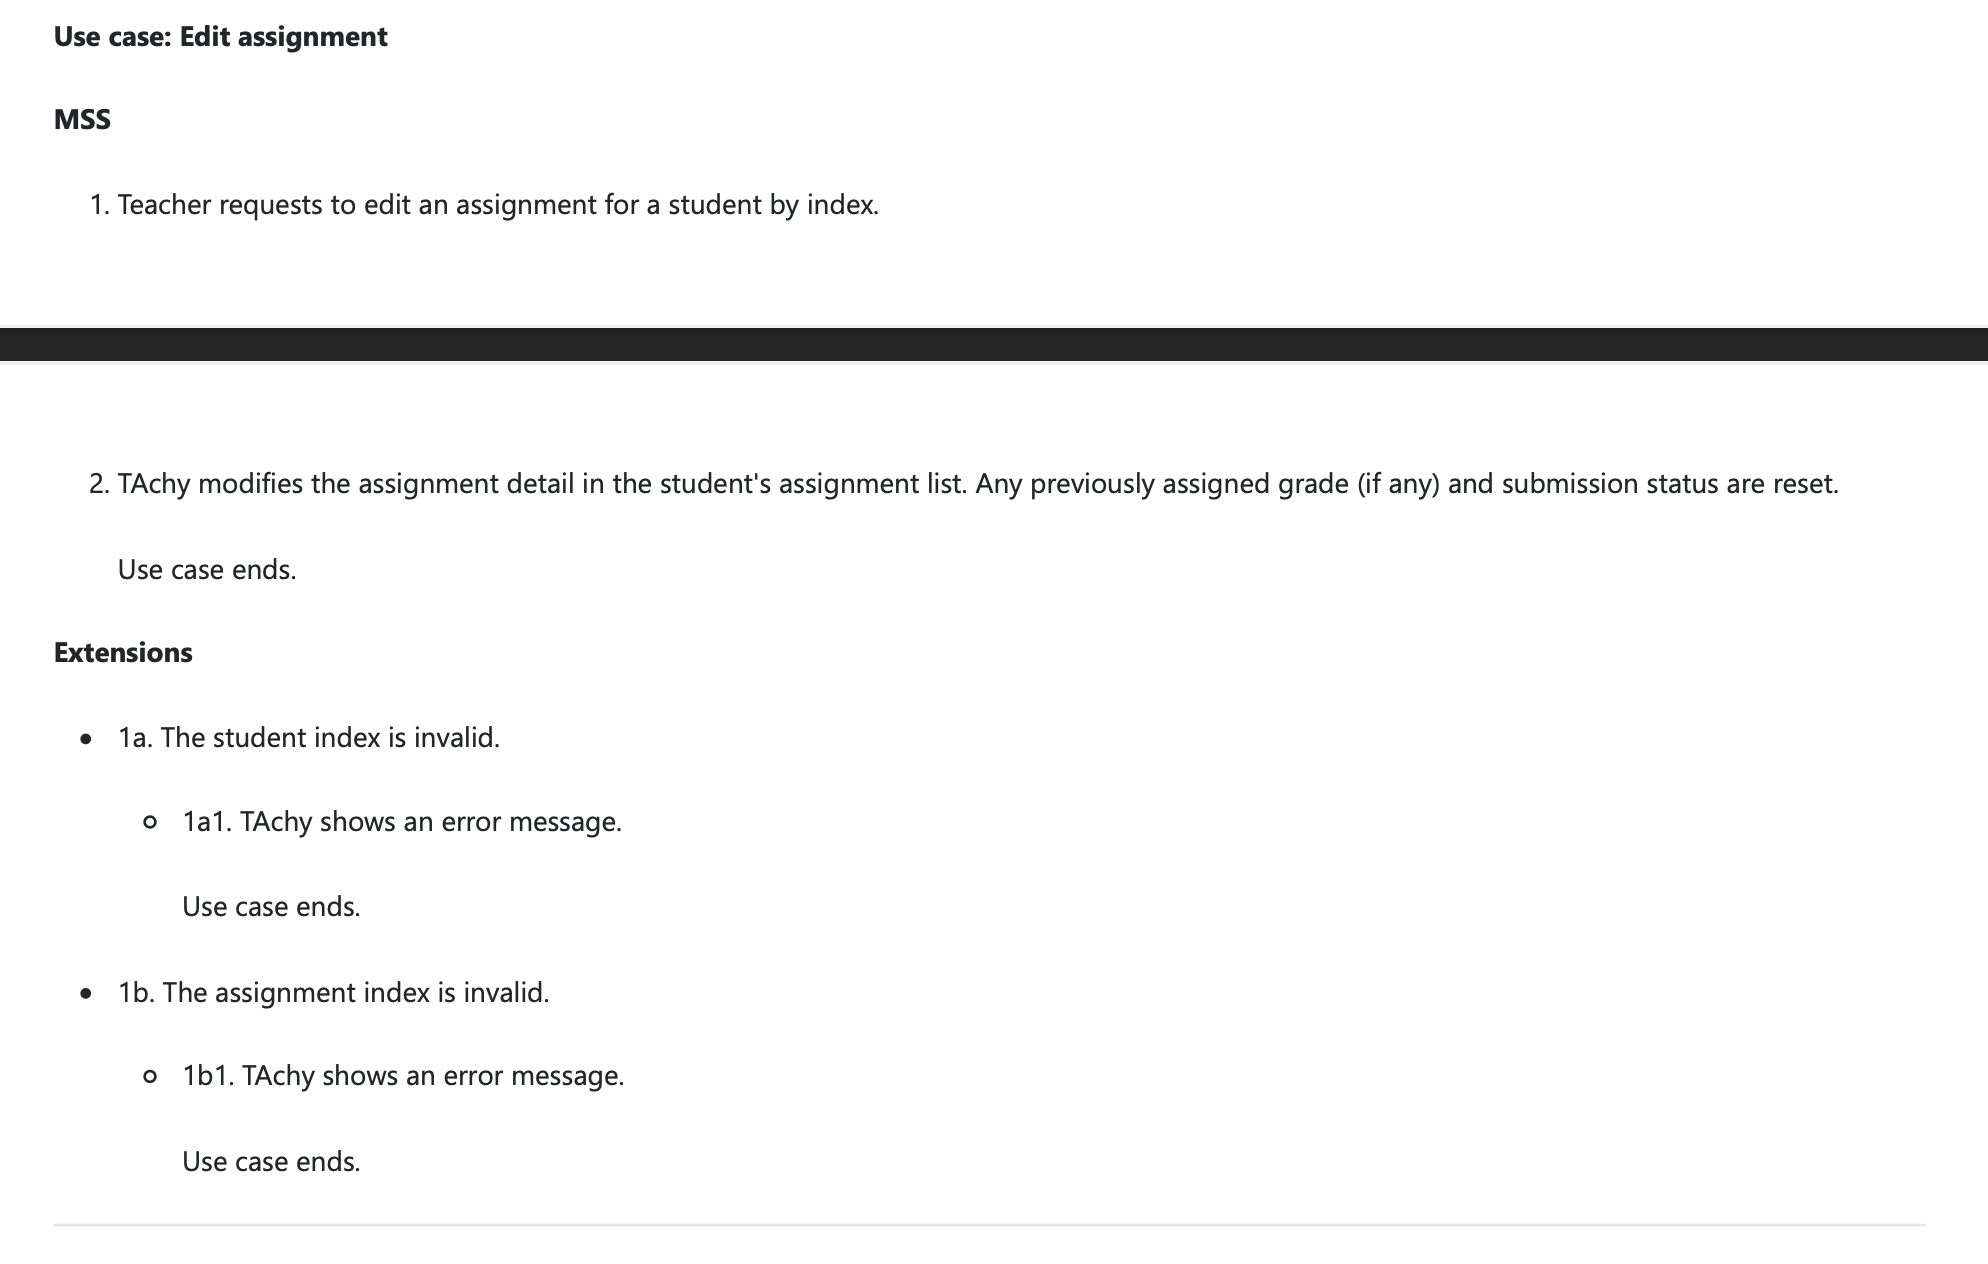 Use case: Edit assignment
MSS
1. Teacher requests to edit an assignment for a student by index.
2. TAchy modifies the assignment detail in the student's assignment list. Any previously assigned grade (if any) and submission status are reset.
Use case ends.
Extensions
• 1a. The student index is invalid.
○ 1a1. TAchy shows an error message.
Use case ends.
• 1b. The assignment index is invalid.
○ 1b1. TAchy shows an error message.
Use case ends.